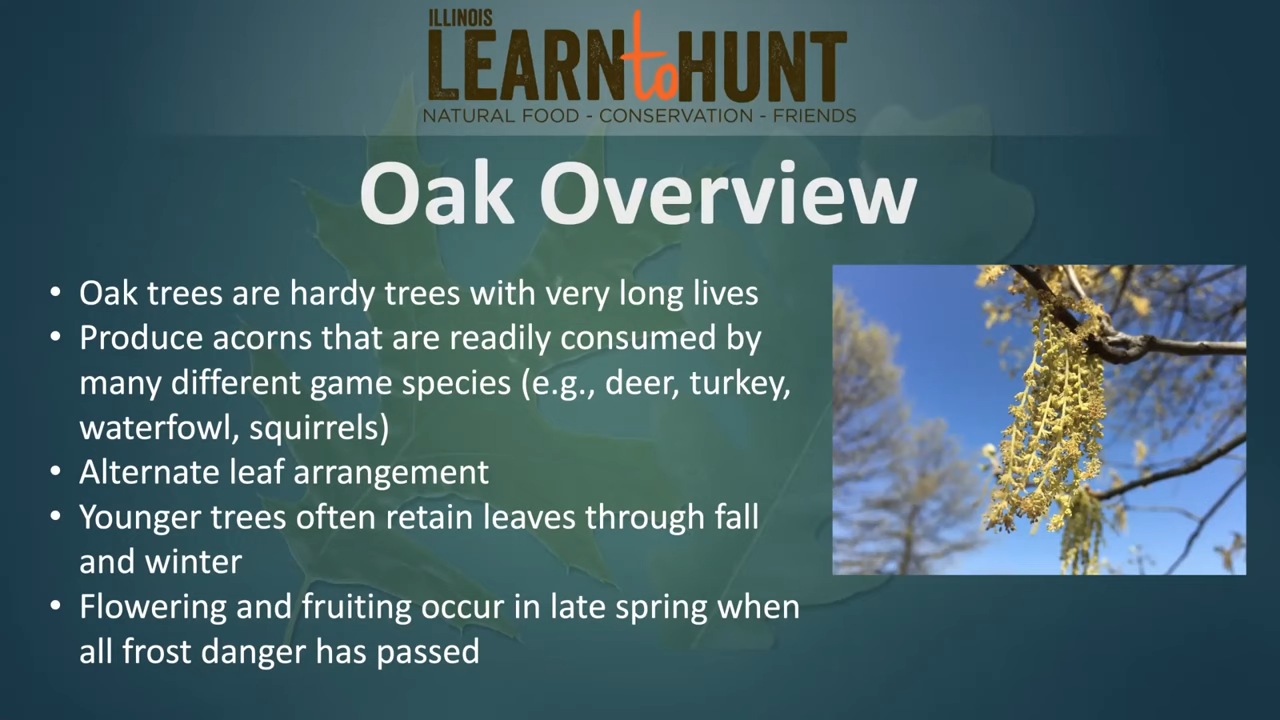 ILLINOIS
LEARN to HUNT
NATURAL FOOD - CONSERVATION - FRIENDS
Oak Overview
• Oak trees are hardy trees with very long lives
• Produce acorns that are readily consumed by
many different game species (e.g., deer, turkey,
waterfowl, squirrels)
• Alternate leaf arrangement
• Younger trees often retain leaves through fall
and winter
• Flowering and fruiting occur in late spring when
all frost danger has passed